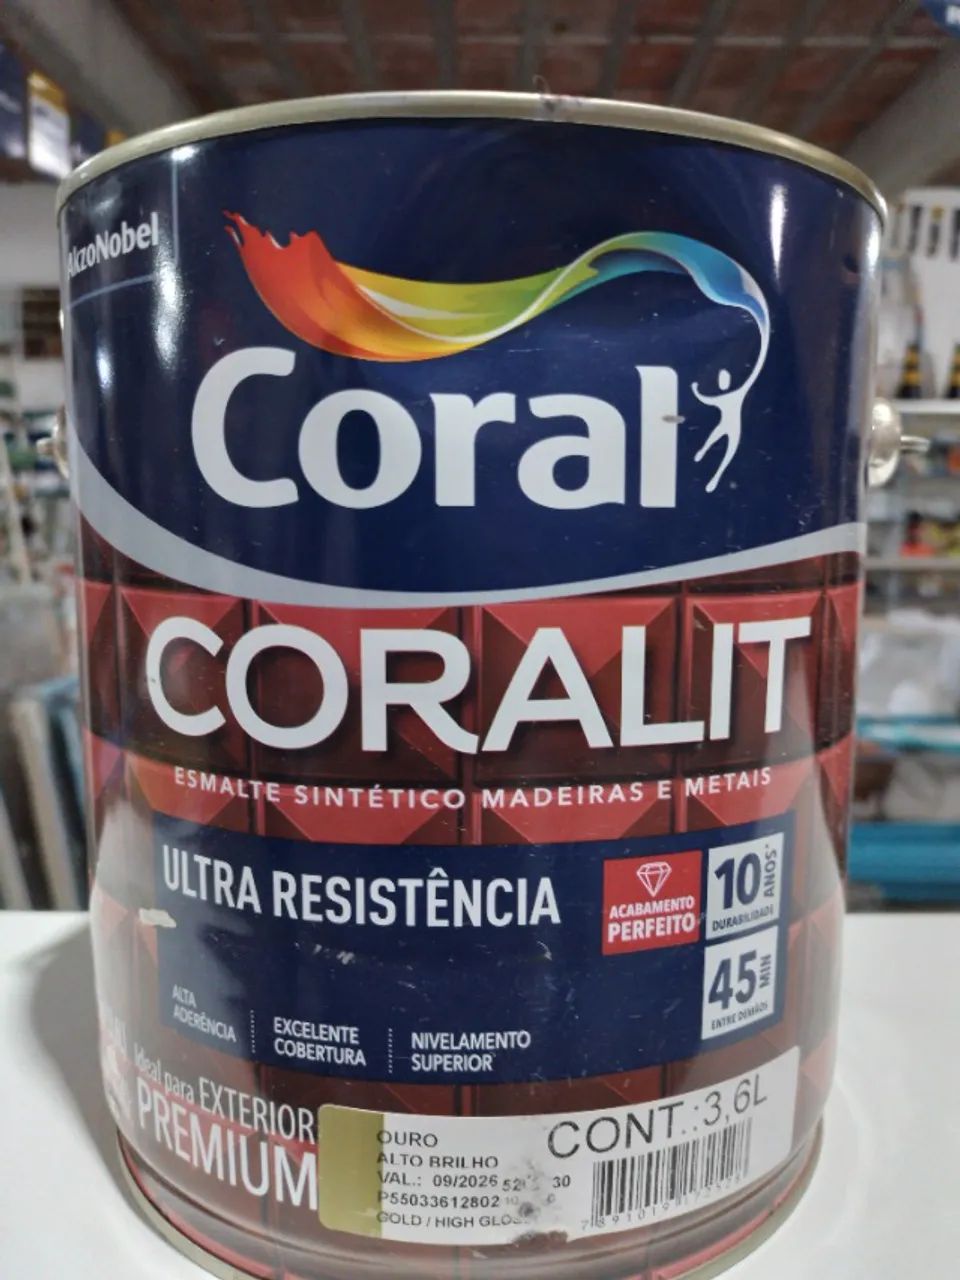 AkzoNobel
Coral
CORALIT
ESMALTE SINTÉTICO MADEIRAS E METAIS
ULTRA RESISTÊNCIA
ACABAMENTO
PERFEITO
10 ANOS*
DURABILIDADE
45 MIN
ENTRE DEMÃOS
ALTA
ADERÊNCIA
EXCELENTE
COBERTURA
NIVELAMENTO
SUPERIOR
Ideal para EXTERIOR
PREMIUM
OURO
ALTO BRILHO
VAL.: 09/2026
P55033612802
GOLD / HIGH
CONT.:3,6L
30